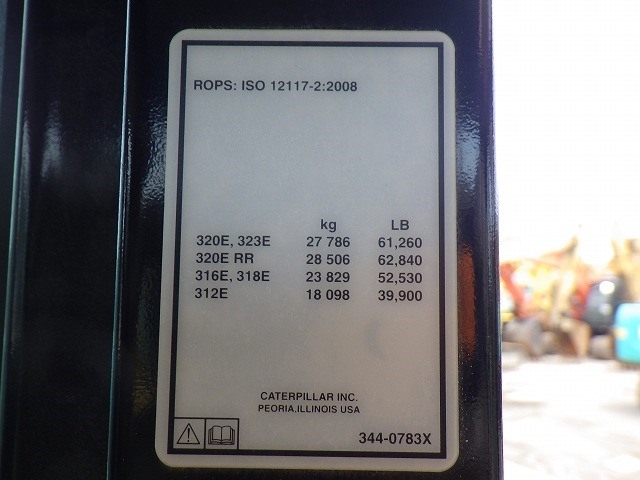 ROPS: ISO 12117-2:2008
kg LB
320E, 323E 27 786 61,260
320E RR 28 506 62,840
316E, 318E 23 829 52,530
312E 18 098 39,900
CATERPILLAR INC.
PEORIA.ILLINOIS USA
344-0783X